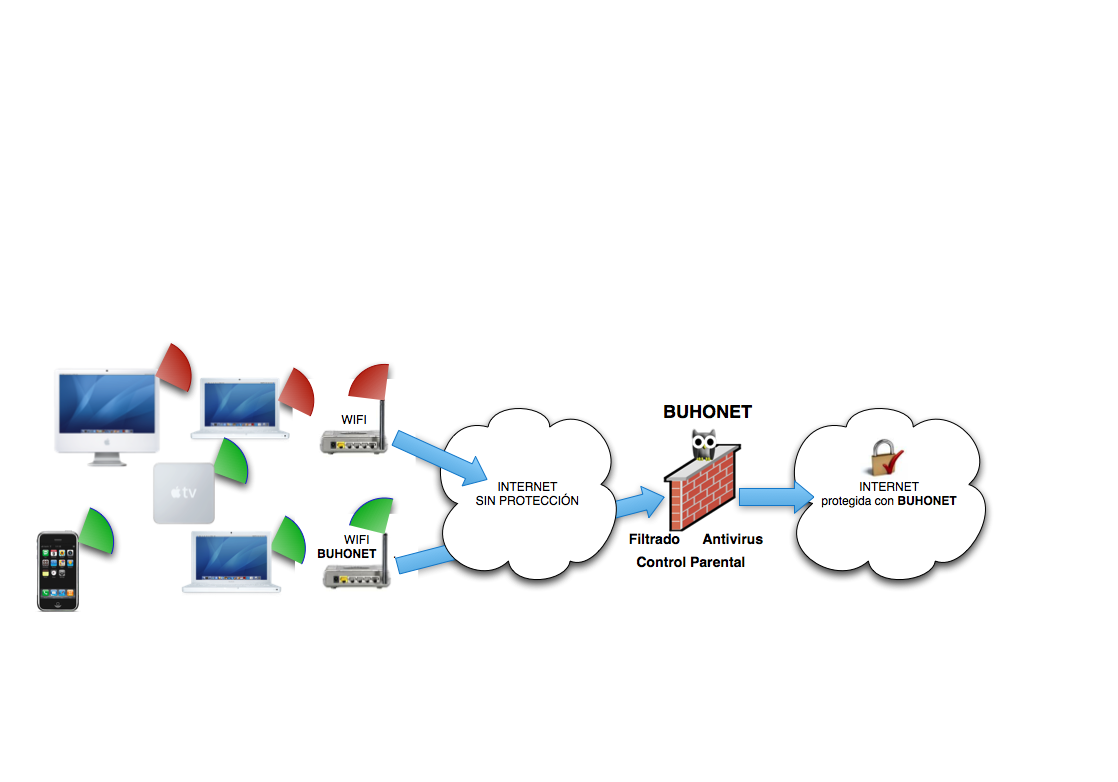 WIFI
WIFI
BUHONET
tv
INTERNET
SIN PROTECCIÓN
BUHONET
Filtrado Antivirus
Control Parental
INTERNET
protegida con BUHONET